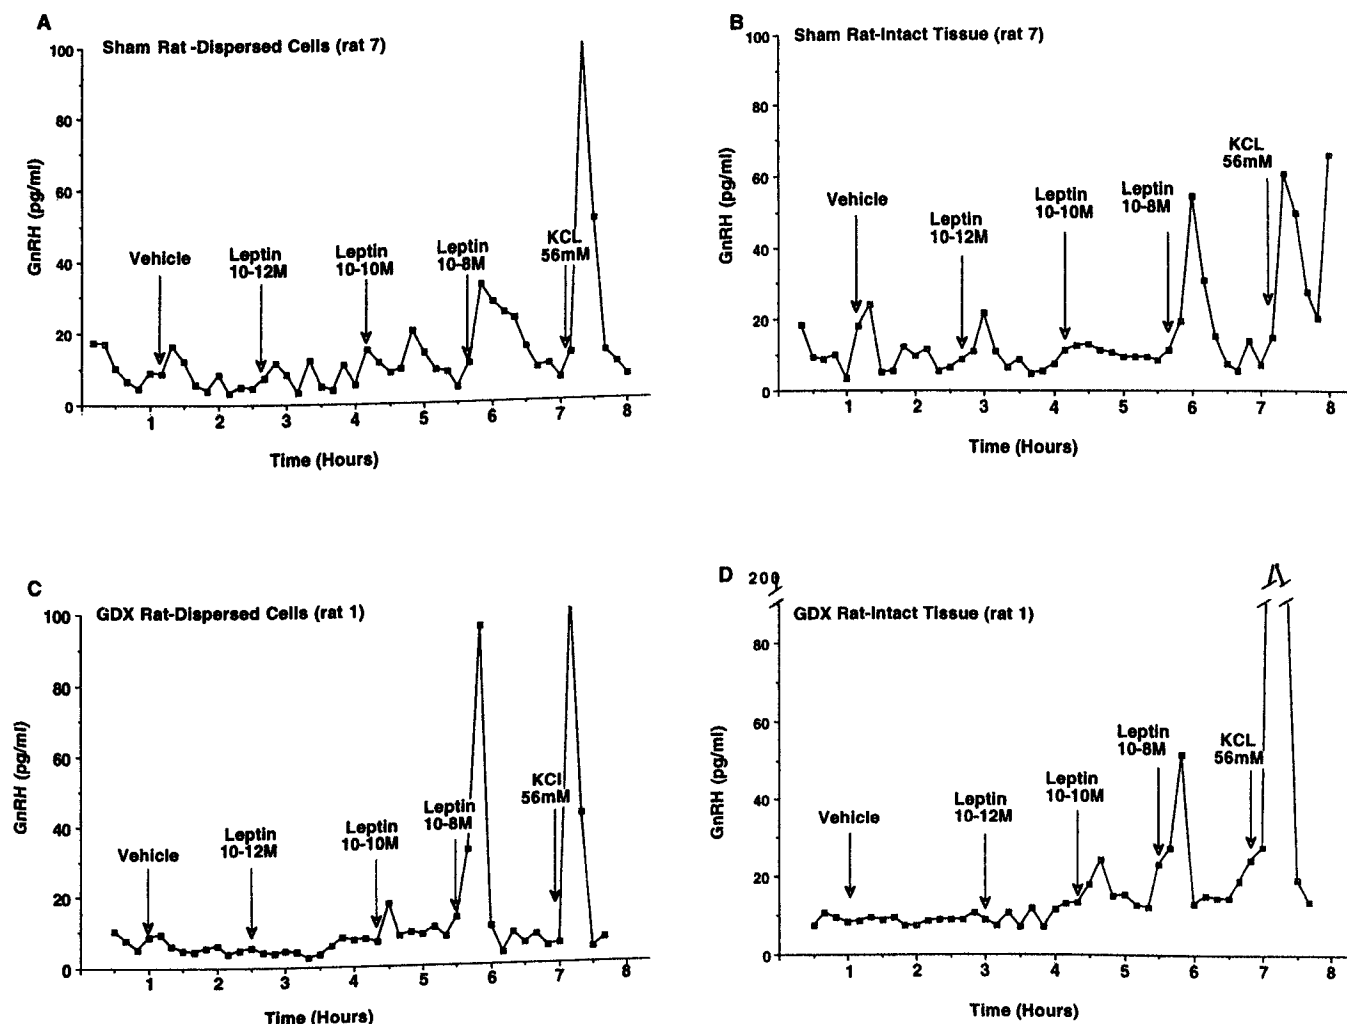 A
Sham Rat -Dispersed Cells (rat 7)
100
80
60
40
20
0
GnRH (pg/ml)
Vehicle
Leptin
10-12M
Leptin
10-10M
Leptin
10-8M
KCL
56mM
1 2 3 4 5 6 7 8
Time (Hours)
B
Sham Rat-Intact Tissue (rat 7)
100
80
60
40
20
0
GnRH (pg/ml)
Vehicle
Leptin
10-12M
Leptin
10-10M
Leptin
10-8M
KCL
56mM
1 2 3 4 5 6 7 8
Time (Hours)
C
GDX Rat-Dispersed Cells (rat 1)
100
80
60
40
20
0
GnRH (pg/ml)
Vehicle
Leptin
10-12M
Leptin
10-10M
Leptin
10-8M
KCl
56mM
1 2 3 4 5 6 7 8
Time (Hours)
D
200
GDX Rat-Intact Tissue (rat 1)
80
60
40
20
0
GnRH (pg/ml)
Vehicle
Leptin
10-12M
Leptin
10-10M
Leptin
10-8M
KCL
56mM
1 2 3 4 5 6 7 8
Time (Hours)